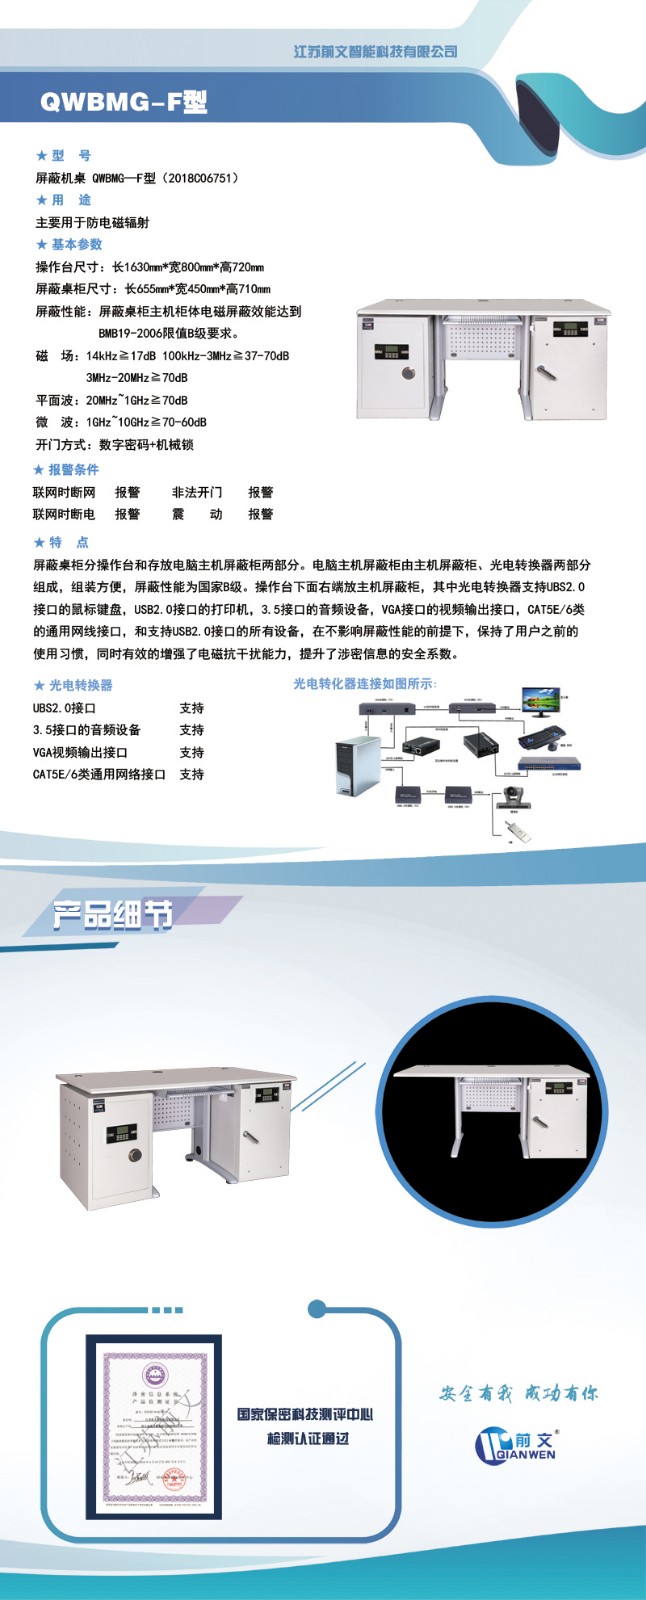 江苏前文智能科技有限公司
QWBMG-F型
★ 型 号
屏蔽机桌 QWBMG—F型（2018C06751）
★ 用 途
主要用于防电磁辐射
★ 基本参数
操作台尺寸：长1630mm*宽800mm*高720mm
屏蔽桌柜尺寸：长655mm*宽450mm*高710mm
屏蔽性能：屏蔽桌柜主机柜体电磁屏蔽效能达到
BMB19-2006限值B级要求。
磁 场：14kHz≧17dB 100kHz-3MHz≧37-70dB
3MHz-20MHz≧70dB
平面波：20MHz~1GHz≧70dB
微 波：1GHz~10GHz≧70-60dB
开门方式：数字密码+机械锁
★ 报警条件
联网时断网 报警 非法开门 报警
联网时断电 报警 震 动 报警
★ 特 点
屏蔽桌柜分操作台和存放电脑主机屏蔽柜两部分。电脑主机屏蔽柜由主机屏蔽柜、光电转换器两部分
组成，组装方便，屏蔽性能为国家B级。操作台下面右端放主机屏蔽柜，其中光电转换器支持UBS2.0
接口的鼠标键盘，USB2.0接口的打印机，3.5接口的音频设备，VGA接口的视频输出接口，CAT5E/6类
的通用网线接口，和支持USB2.0接口的所有设备，在不影响屏蔽性能的前提下，保持了用户之前的
使用习惯，同时有效的增强了电磁抗干扰能力，提升了涉密信息的安全系数。
★ 光电转换器
光电转化器连接如图所示：
UBS2.0接口 支持
3.5接口的音频设备 支持
VGA视频输出接口 支持
CAT5E/6类通用网络接口 支持
产品细节
涉密信息系统
产品检测证书
江苏前文
国家保密科技测评中心
检测认证通过
安全有我 成功有你
前文
QIANWEN